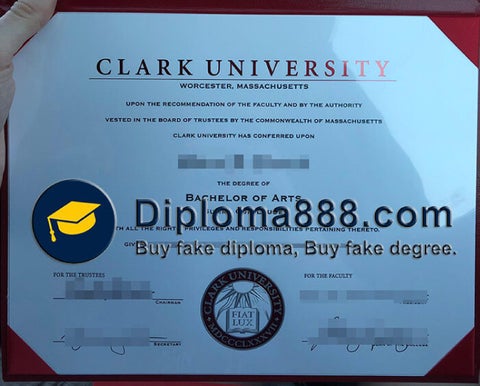 CLARK UNIVERSITY
WORCESTER, MASSACHUSETTS
UPON THE RECOMMENDATION OF THE FACULTY AND BY THE AUTHORITY
VESTED IN THE BOARD OF TRUSTEES BY THE COMMONWEALTH OF MASSACHUSETTS
CLARK UNIVERSITY HAS CONFERRED UPON
THE DEGREE OF
BACHELOR OF ARTS
Diploma888.com
ALL THE RIGHTS PRIVILEGES AND RESPONSIBILITIES PERTAINING THERETO.
Buy fake diploma, Buy fake degree.
FOR THE TRUSTEES
FOR THE FACULTY
CHAIRMAN
SECRETARY
CLARK UNIVERSITY
FIAT LUX
MDCCCLXXXVII